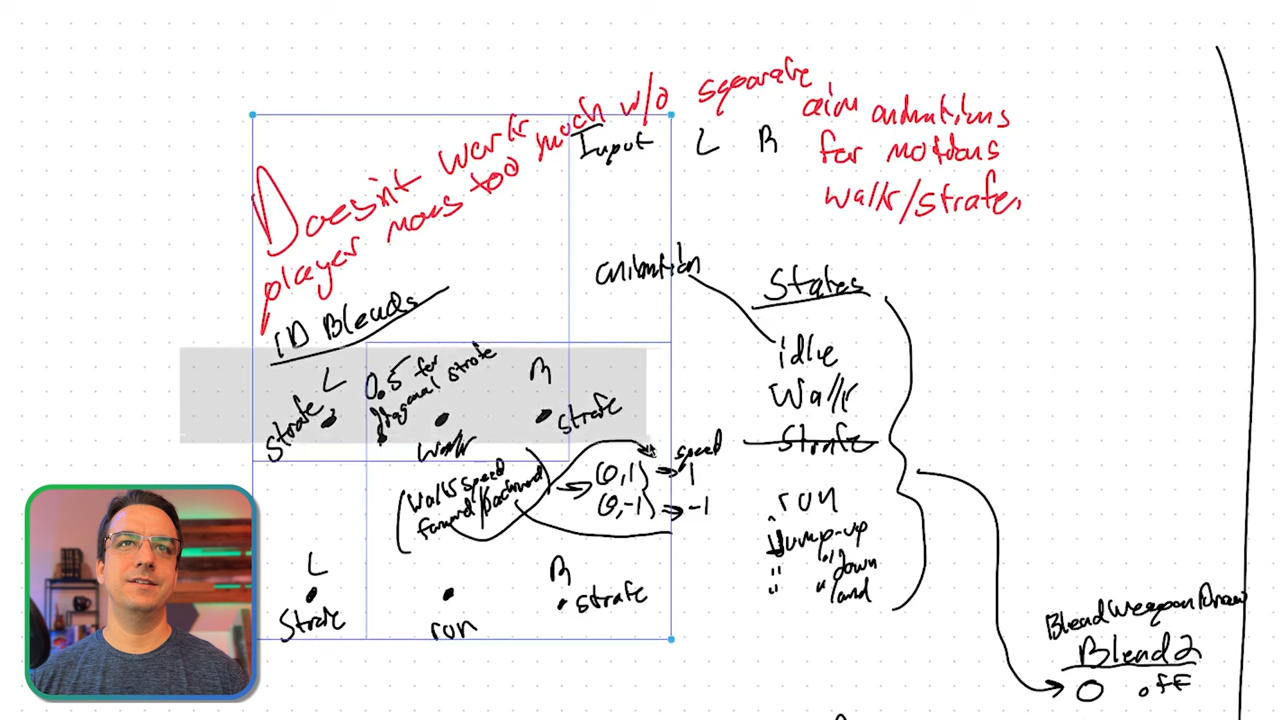 Doesn't work too much w/o separate aim animations
player moves
for motions
walk/strafe,
Input L R
animation
States
1D Blends
idle
L
0.5 for
diagonal strafe
R
Walk
strafe
strafe
walk
strafe
speed
(walk speed
forward/backward)
(0,1) => 1
(0,-1) => -1
run
Jump-up
" "down
" "land
L
R
strafe
run
strafe
BlendWeaponDraw
Blend2
0 off